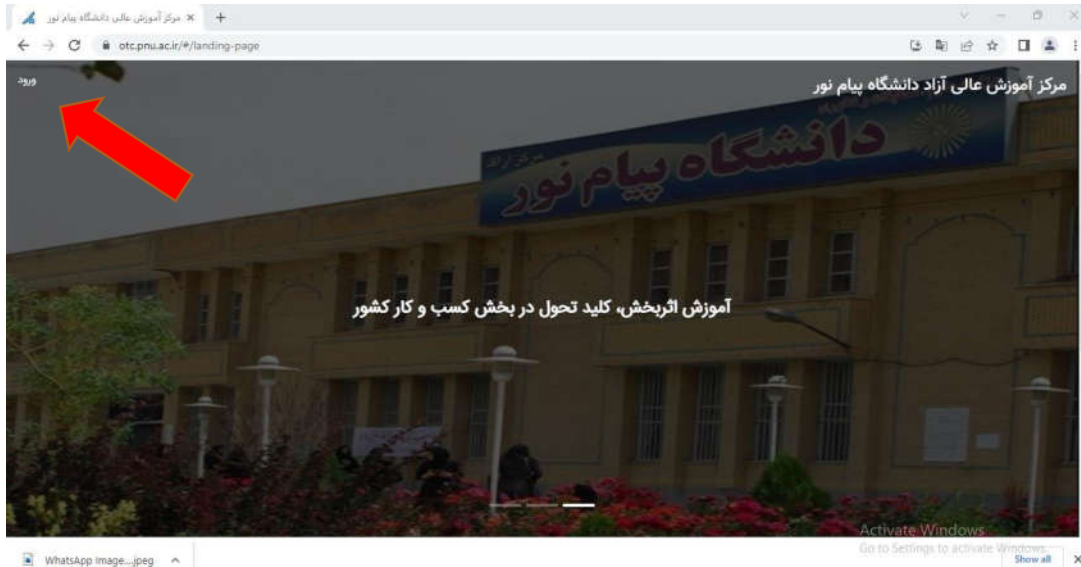 مرکز آموزش عالی دانشگاه پیام نور
otc.pnu.ac.ir/#/landing-page
ورود
مرکز آموزش عالی آزاد دانشگاه پیام نور
دانشگاه پیام نور
آموزش اثربخش، کلید تحول در بخش کسب و کار کشور
Activate Windows
Go to Settings to activate Windows.
WhatsApp Image....jpeg
Show all